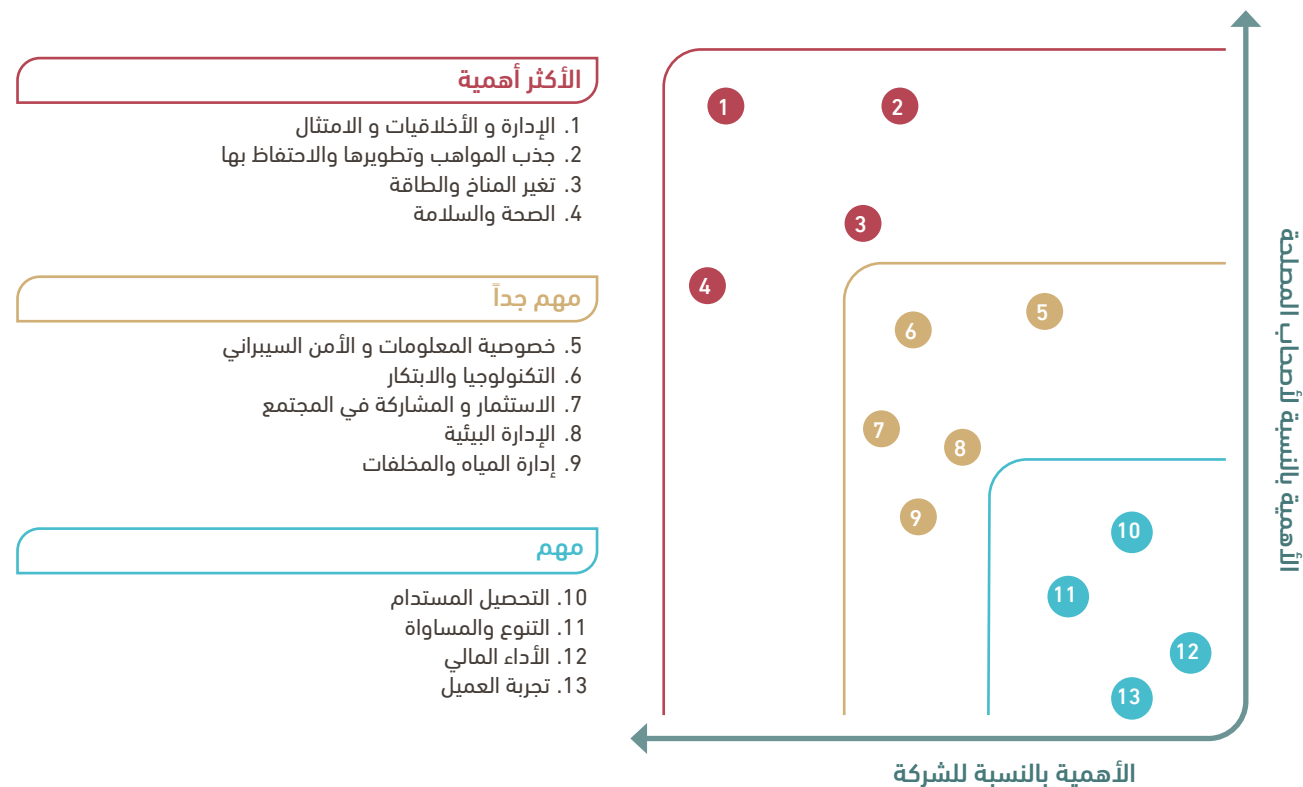 الأكثر أهمية
1. الإدارة و الأخلاقيات و الامتثال
2. جذب المواهب وتطويرها والاحتفاظ بها
3. تغير المناخ والطاقة
4. الصحة والسلامة
مهم جداً
5. خصوصية المعلومات و الأمن السيبراني
6. التكنولوجيا والابتكار
7. الاستثمار و المشاركة في المجتمع
8. الإدارة البيئية
9. إدارة المياه والمخلفات
مهم
10. التحصيل المستدام
11. التنوع والمساواة
12. الأداء المالي
13. تجربة العميل
1
2
3
4
5
6
7
8
9
10
11
12
13
الأهمية بالنسبة لأصحاب المصلحة
الأهمية بالنسبة للشركة